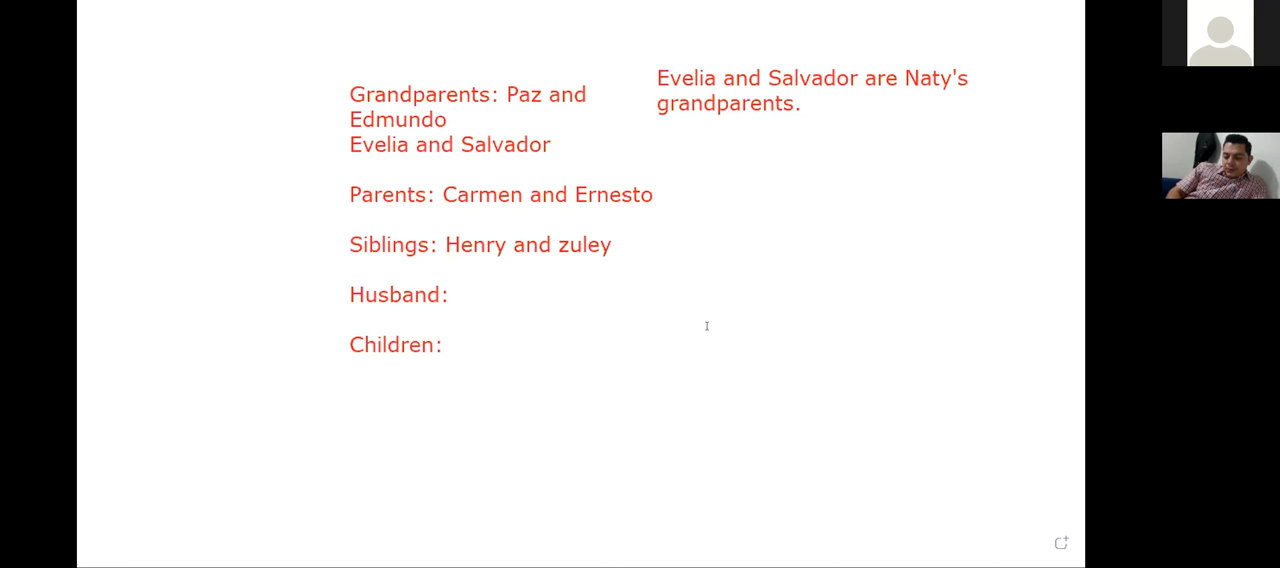 Grandparents: Paz and
Edmundo
Evelia and Salvador
Parents: Carmen and Ernesto
Siblings: Henry and zuley
Husband:
Children:
Evelia and Salvador are Naty's
grandparents.